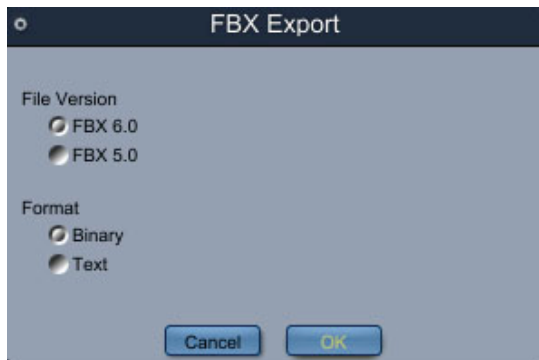 FBX Export
File Version
FBX 6.0
FBX 5.0
Format
Binary
Text
Cancel OK